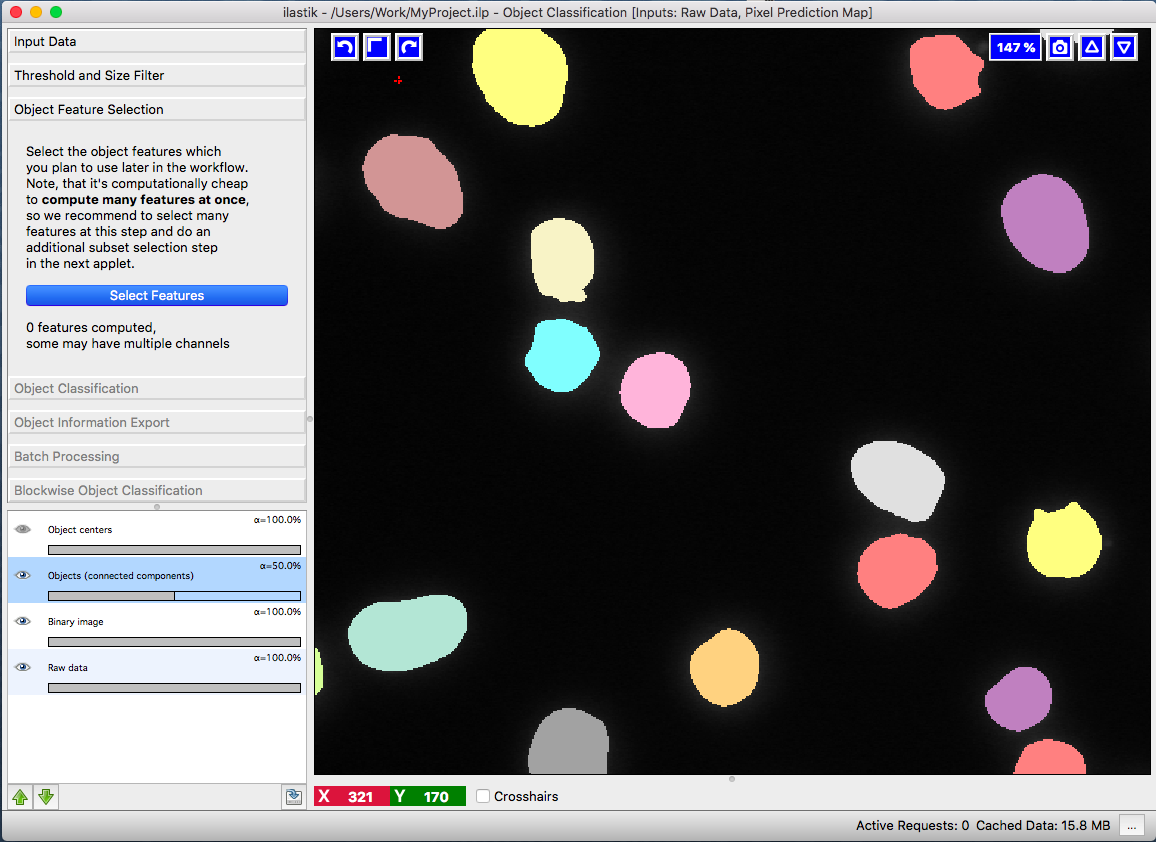 ilastik - /Users/Work/MyProject.ilp - Object Classification [Inputs: Raw Data, Pixel Prediction Map]
Input Data
Threshold and Size Filter
Object Feature Selection
Select the object features which
you plan to use later in the workflow.
Note, that it's computationally cheap
to compute many features at once,
so we recommend to select many
features at this step and do an
additional subset selection step
in the next applet.
Select Features
0 features computed,
some may have multiple channels
Object Classification
Object Information Export
Batch Processing
Blockwise Object Classification
α=100.0%
Object centers
α=50.0%
Objects (connected components)
α=100.0%
Binary image
α=100.0%
Raw data
147 %
X 321 Y 170 Crosshairs
Active Requests: 0 Cached Data: 15.8 MB ...